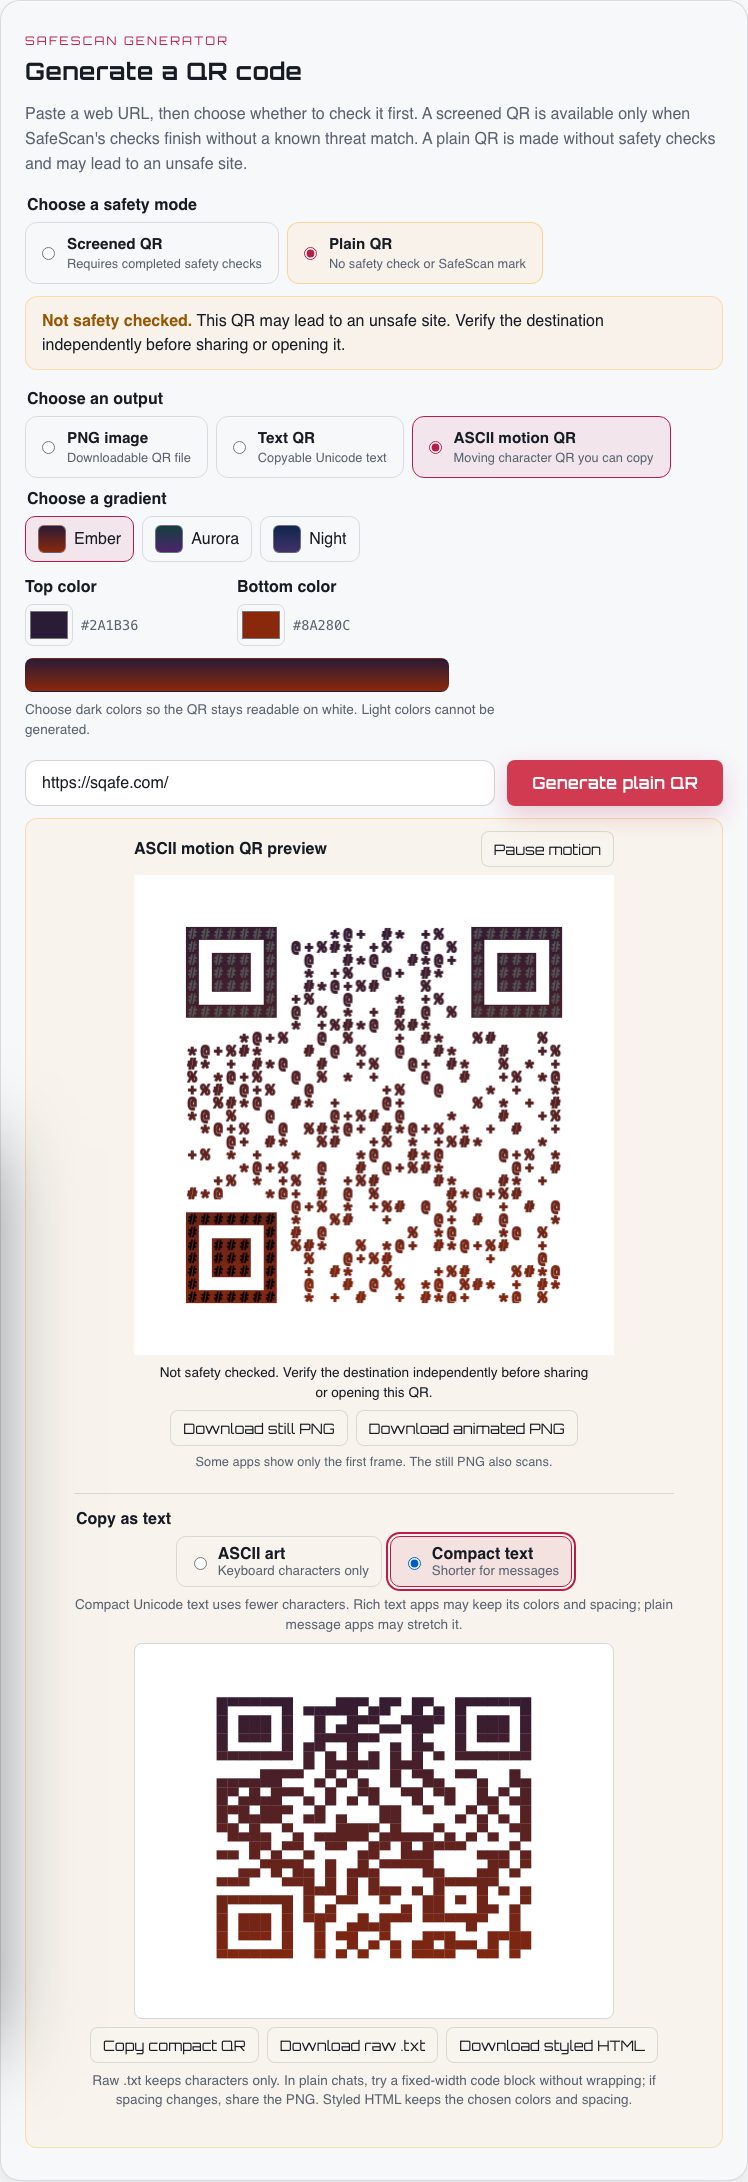 SAFESCAN GENERATOR
Generate a QR code
Paste a web URL, then choose whether to check it first. A screened QR is available only when
SafeScan's checks finish without a known threat match. A plain QR is made without safety checks
and may lead to an unsafe site.
Choose a safety mode
Screened QR
Requires completed safety checks
Plain QR
No safety check or SafeScan mark
Not safety checked. This QR may lead to an unsafe site. Verify the destination
independently before sharing or opening it.
Choose an output
PNG image
Downloadable QR file
Text QR
Copyable Unicode text
ASCII motion QR
Moving character QR you can copy
Choose a gradient
Ember
Aurora
Night
Top color
#2A1B36
Bottom color
#8A280C
Choose dark colors so the QR stays readable on white. Light colors cannot be
generated.
https://sqafe.com/
Generate plain QR
ASCII motion QR preview
Pause motion
Not safety checked. Verify the destination independently before sharing
or opening this QR.
Download still PNG
Download animated PNG
Some apps show only the first frame. The still PNG also scans.
Copy as text
ASCII art
Keyboard characters only
Compact text
Shorter for messages
Compact Unicode text uses fewer characters. Rich text apps may keep its colors and spacing; plain
message apps may stretch it.
Copy compact QR
Download raw .txt
Download styled HTML
Raw .txt keeps characters only. In plain chats, try a fixed-width code block without wrapping; if
spacing changes, share the PNG. Styled HTML keeps the chosen colors and spacing.